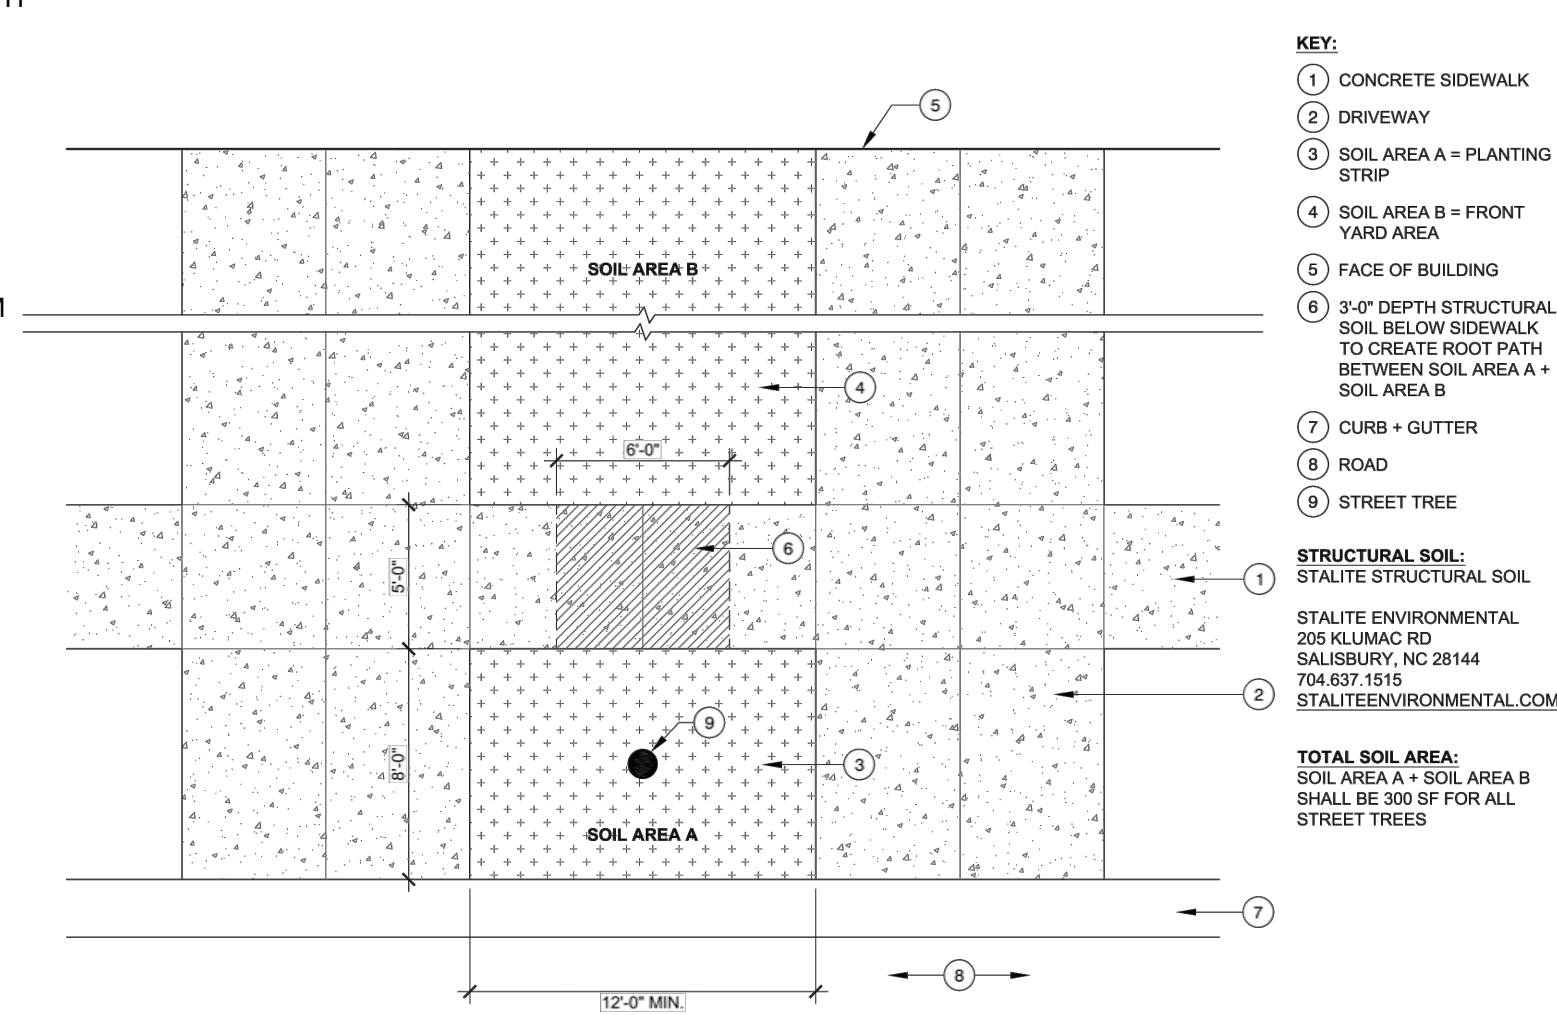 5
SOIL AREA B
4
6'-0"
6
5'-0"
1
2
9
3
8'-0"
SOIL AREA A
7
8
12'-0" MIN.
KEY:
1 CONCRETE SIDEWALK
2 DRIVEWAY
3 SOIL AREA A = PLANTING
STRIP
4 SOIL AREA B = FRONT
YARD AREA
5 FACE OF BUILDING
6 3'-0" DEPTH STRUCTURAL
SOIL BELOW SIDEWALK
TO CREATE ROOT PATH
BETWEEN SOIL AREA A +
SOIL AREA B
7 CURB + GUTTER
8 ROAD
9 STREET TREE
STRUCTURAL SOIL:
STALITE STRUCTURAL SOIL
STALITE ENVIRONMENTAL
205 KLUMAC RD
SALISBURY, NC 28144
704.637.1515
STALITEENVIRONMENTAL.COM
TOTAL SOIL AREA:
SOIL AREA A + SOIL AREA B
SHALL BE 300 SF FOR ALL
STREET TREES